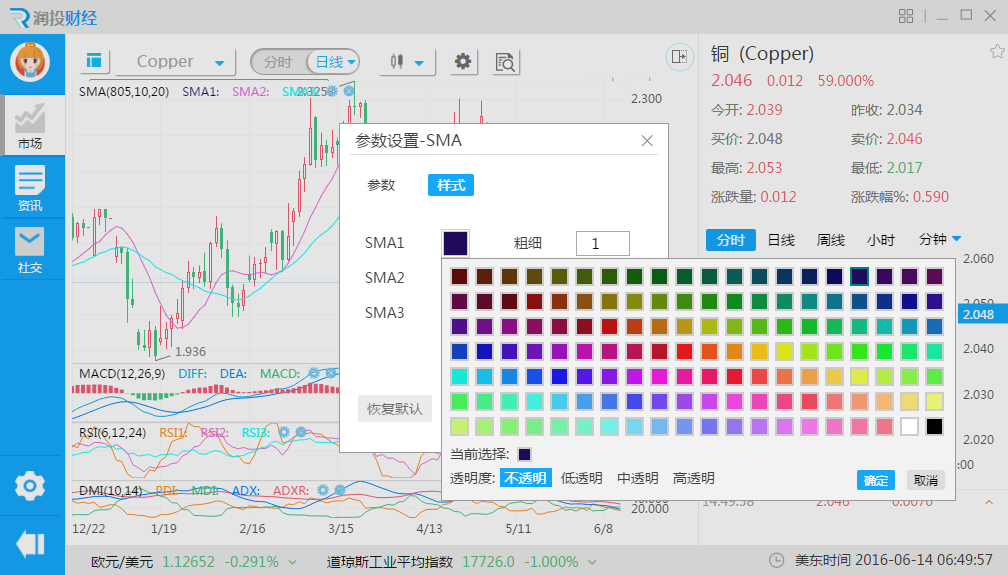 润投财经
市场
资讯
社交
Copper
分时
日线
SMA(805,10,20) SMA1: SMA2:
2.300
1.936
MACD(12,26,9) DIFF: DEA: MACD:
RSI(6,12,24) RSI1: RSI2: RSI3:
DMI(10,14) PDI: MDI: ADX: ADXR:
20.000
12/22 1/19 2/16 3/15 4/13 5/11 6/8
参数设置-SMA
参数 样式
SMA1 粗细 1
SMA2
SMA3
恢复默认
当前选择:
透明度: 不透明 低透明 中透明 高透明
确定 取消
铜 (Copper)
2.046 0.012 59.000%
今开: 2.039 昨收: 2.034
买价: 2.048 卖价: 2.046
最高: 2.053 最低: 2.017
涨跌量: 0.012 涨跌幅%: 0.590
分时 日线 周线 小时 分钟
2.060
2.050
2.048
2.040
2.030
2.020
:00
14:49:58 2.046 0.0070
欧元/美元 1.12652 -0.291% 道琼斯工业平均指数 17726.0 -1.000% 美东时间 2016-06-14 06:49:57